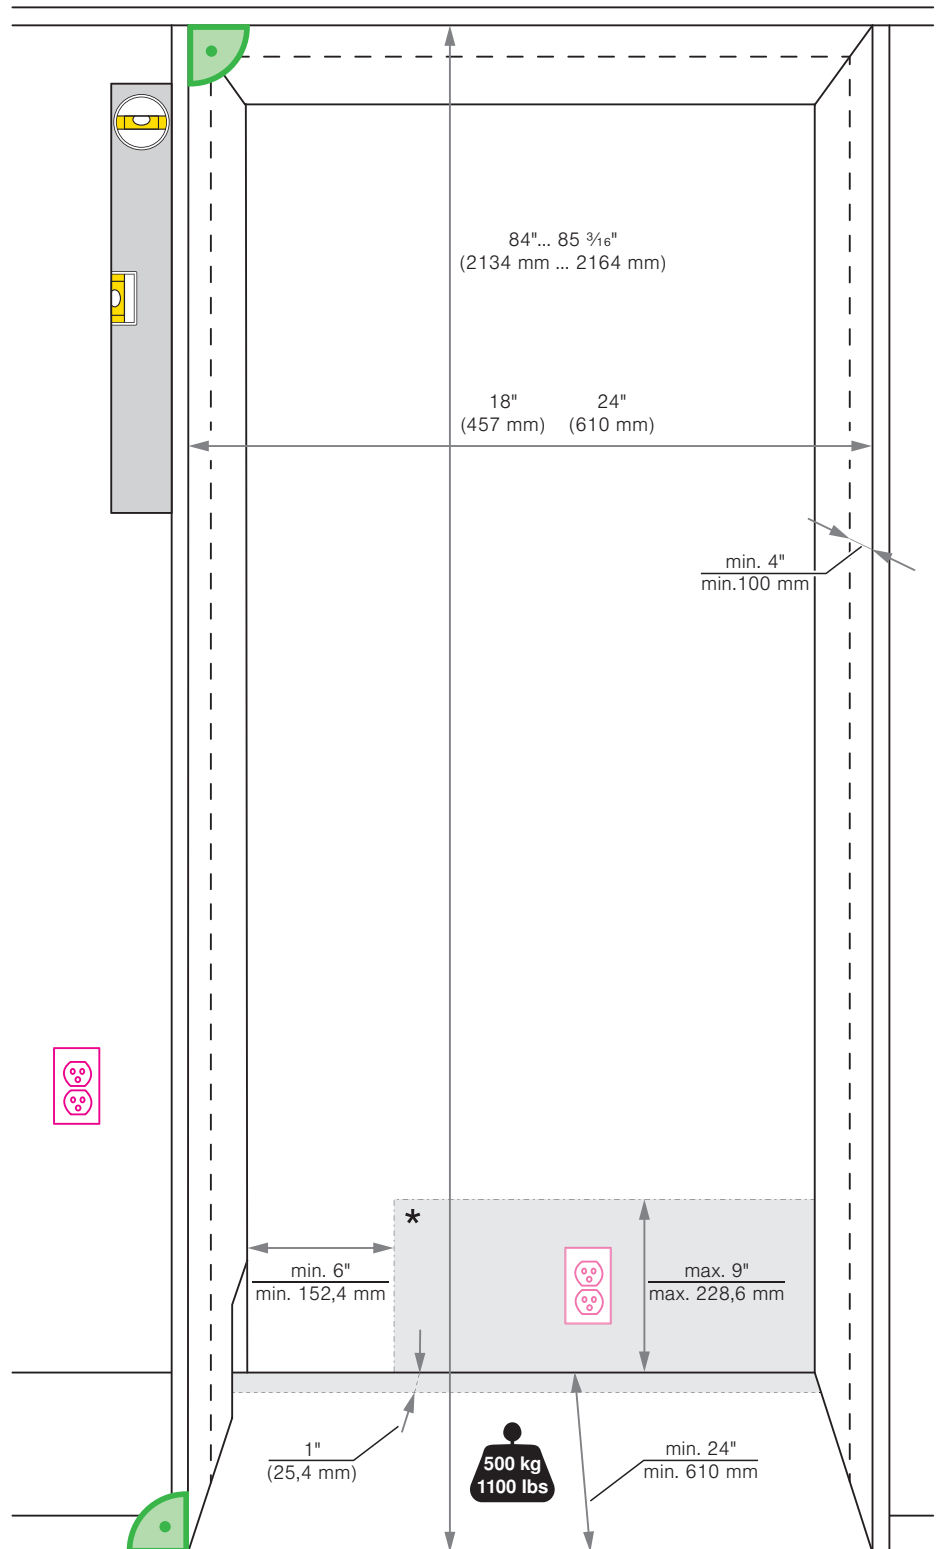 84"... 85 ³⁄₁₆"
(2134 mm ... 2164 mm)
18" 24"
(457 mm) (610 mm)
min. 4"
min.100 mm
*
min. 6"
min. 152,4 mm
max. 9"
max. 228,6 mm
1"
(25,4 mm)
500 kg
1100 lbs
min. 24"
min. 610 mm